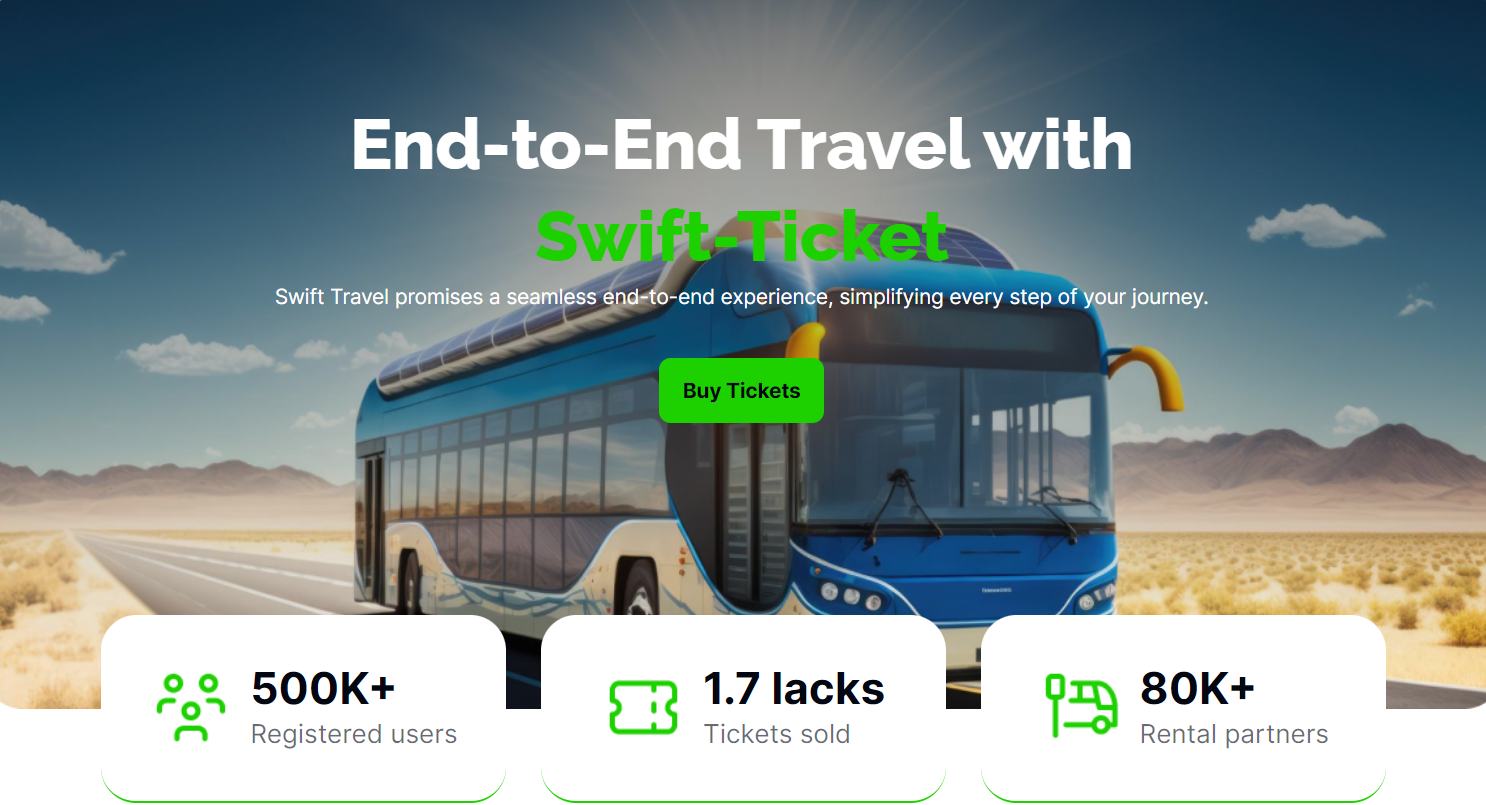 End-to-End Travel with
Swift-Ticket
Swift Travel promises a seamless end-to-end experience, simplifying every step of your journey.
Buy Tickets
500K+
Registered users
1.7 lacks
Tickets sold
80K+
Rental partners